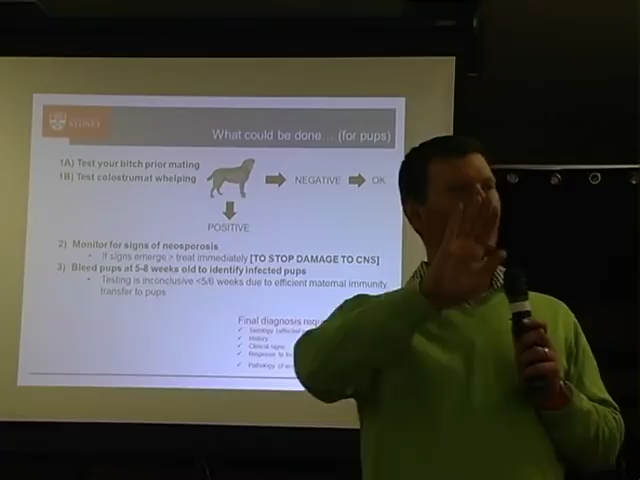 SYDNEY
What could be done... (for pups)
1A) Test your bitch prior mating
1B) Test colostrum at whelping
NEGATIVE
OK
POSITIVE
2) Monitor for signs of neosporosis
• If signs emerge > treat immediately [TO STOP DAMAGE TO CNS]
3) Bleed pups at 5-8 weeks old to identify infected pups
• Testing is inconclusive <5/6 weeks due to efficient maternal immunity
transfer to pups
Final diagnosis
✓ Serology
✓ History
✓ Clinical signs
✓ Response to
✓ Pathology of